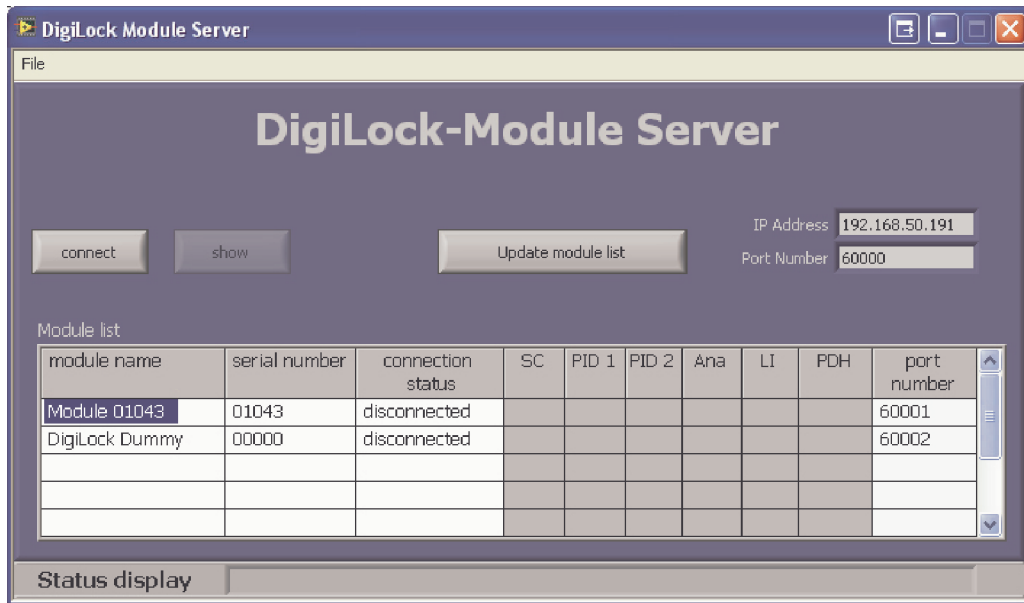 DigiLock Module Server
File
DigiLock-Module Server
IP Address 192.168.50.191
connect show Update module list
Port Number 60000
Module list
module name serial number connection status SC PID 1 PID 2 Ana LI PDH port number
Module 01043 01043 disconnected 60001
DigiLock Dummy 00000 disconnected 60002
Status display